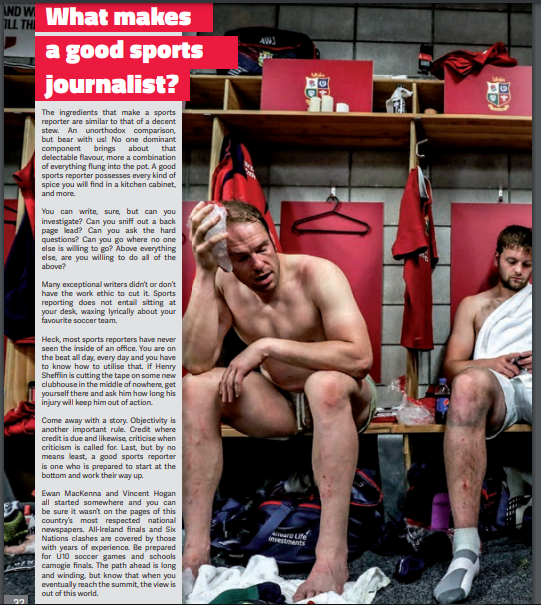 AND W
ILL TH
What makes
a good sports
journalist?
The ingredients that make a sports
reporter are similar to that of a decent
stew. An unorthodox comparison,
but bear with us! No one dominant
component brings about that
delectable flavour, more a combination
of everything flung into the pot. A good
sports reporter possesses every kind of
spice you will find in a kitchen cabinet,
and more.
You can write, sure, but can you
investigate? Can you sniff out a back
page lead? Can you ask the hard
questions? Can you go where no one
else is willing to go? Above everything
else, are you willing to do all of the
above?
Many exceptional writers didn't or don't
have the work ethic to cut it. Sports
reporting does not entail sitting at
your desk, waxing lyrically about your
favourite soccer team.
Heck, most sports reporters have never
seen the inside of an office. You are on
the beat all day, every day and you have
to know how to utilise that. If Henry
Shefflin is cutting the tape on some new
clubhouse in the middle of nowhere, get
yourself there and ask him how long his
injury will keep him out of action.
Come away with a story. Objectivity is
another important rule. Credit where
credit is due and likewise, criticise when
criticism is called for. Last, but by no
means least, a good sports reporter
is one who is prepared to start at the
bottom and work their way up.
Ewan MacKenna and Vincent Hogan
all started somewhere and you can
be sure it wasn't on the pages of this
country's most respected national
newspapers. All-Ireland finals and Six
Nations clashes are covered by those
with years of experience. Be prepared
for U10 soccer games and schools
camogie finals. The path ahead is long
and winding, but know that when you
eventually reach the summit, the view is
out of this world.
Standard Life
Investments
22